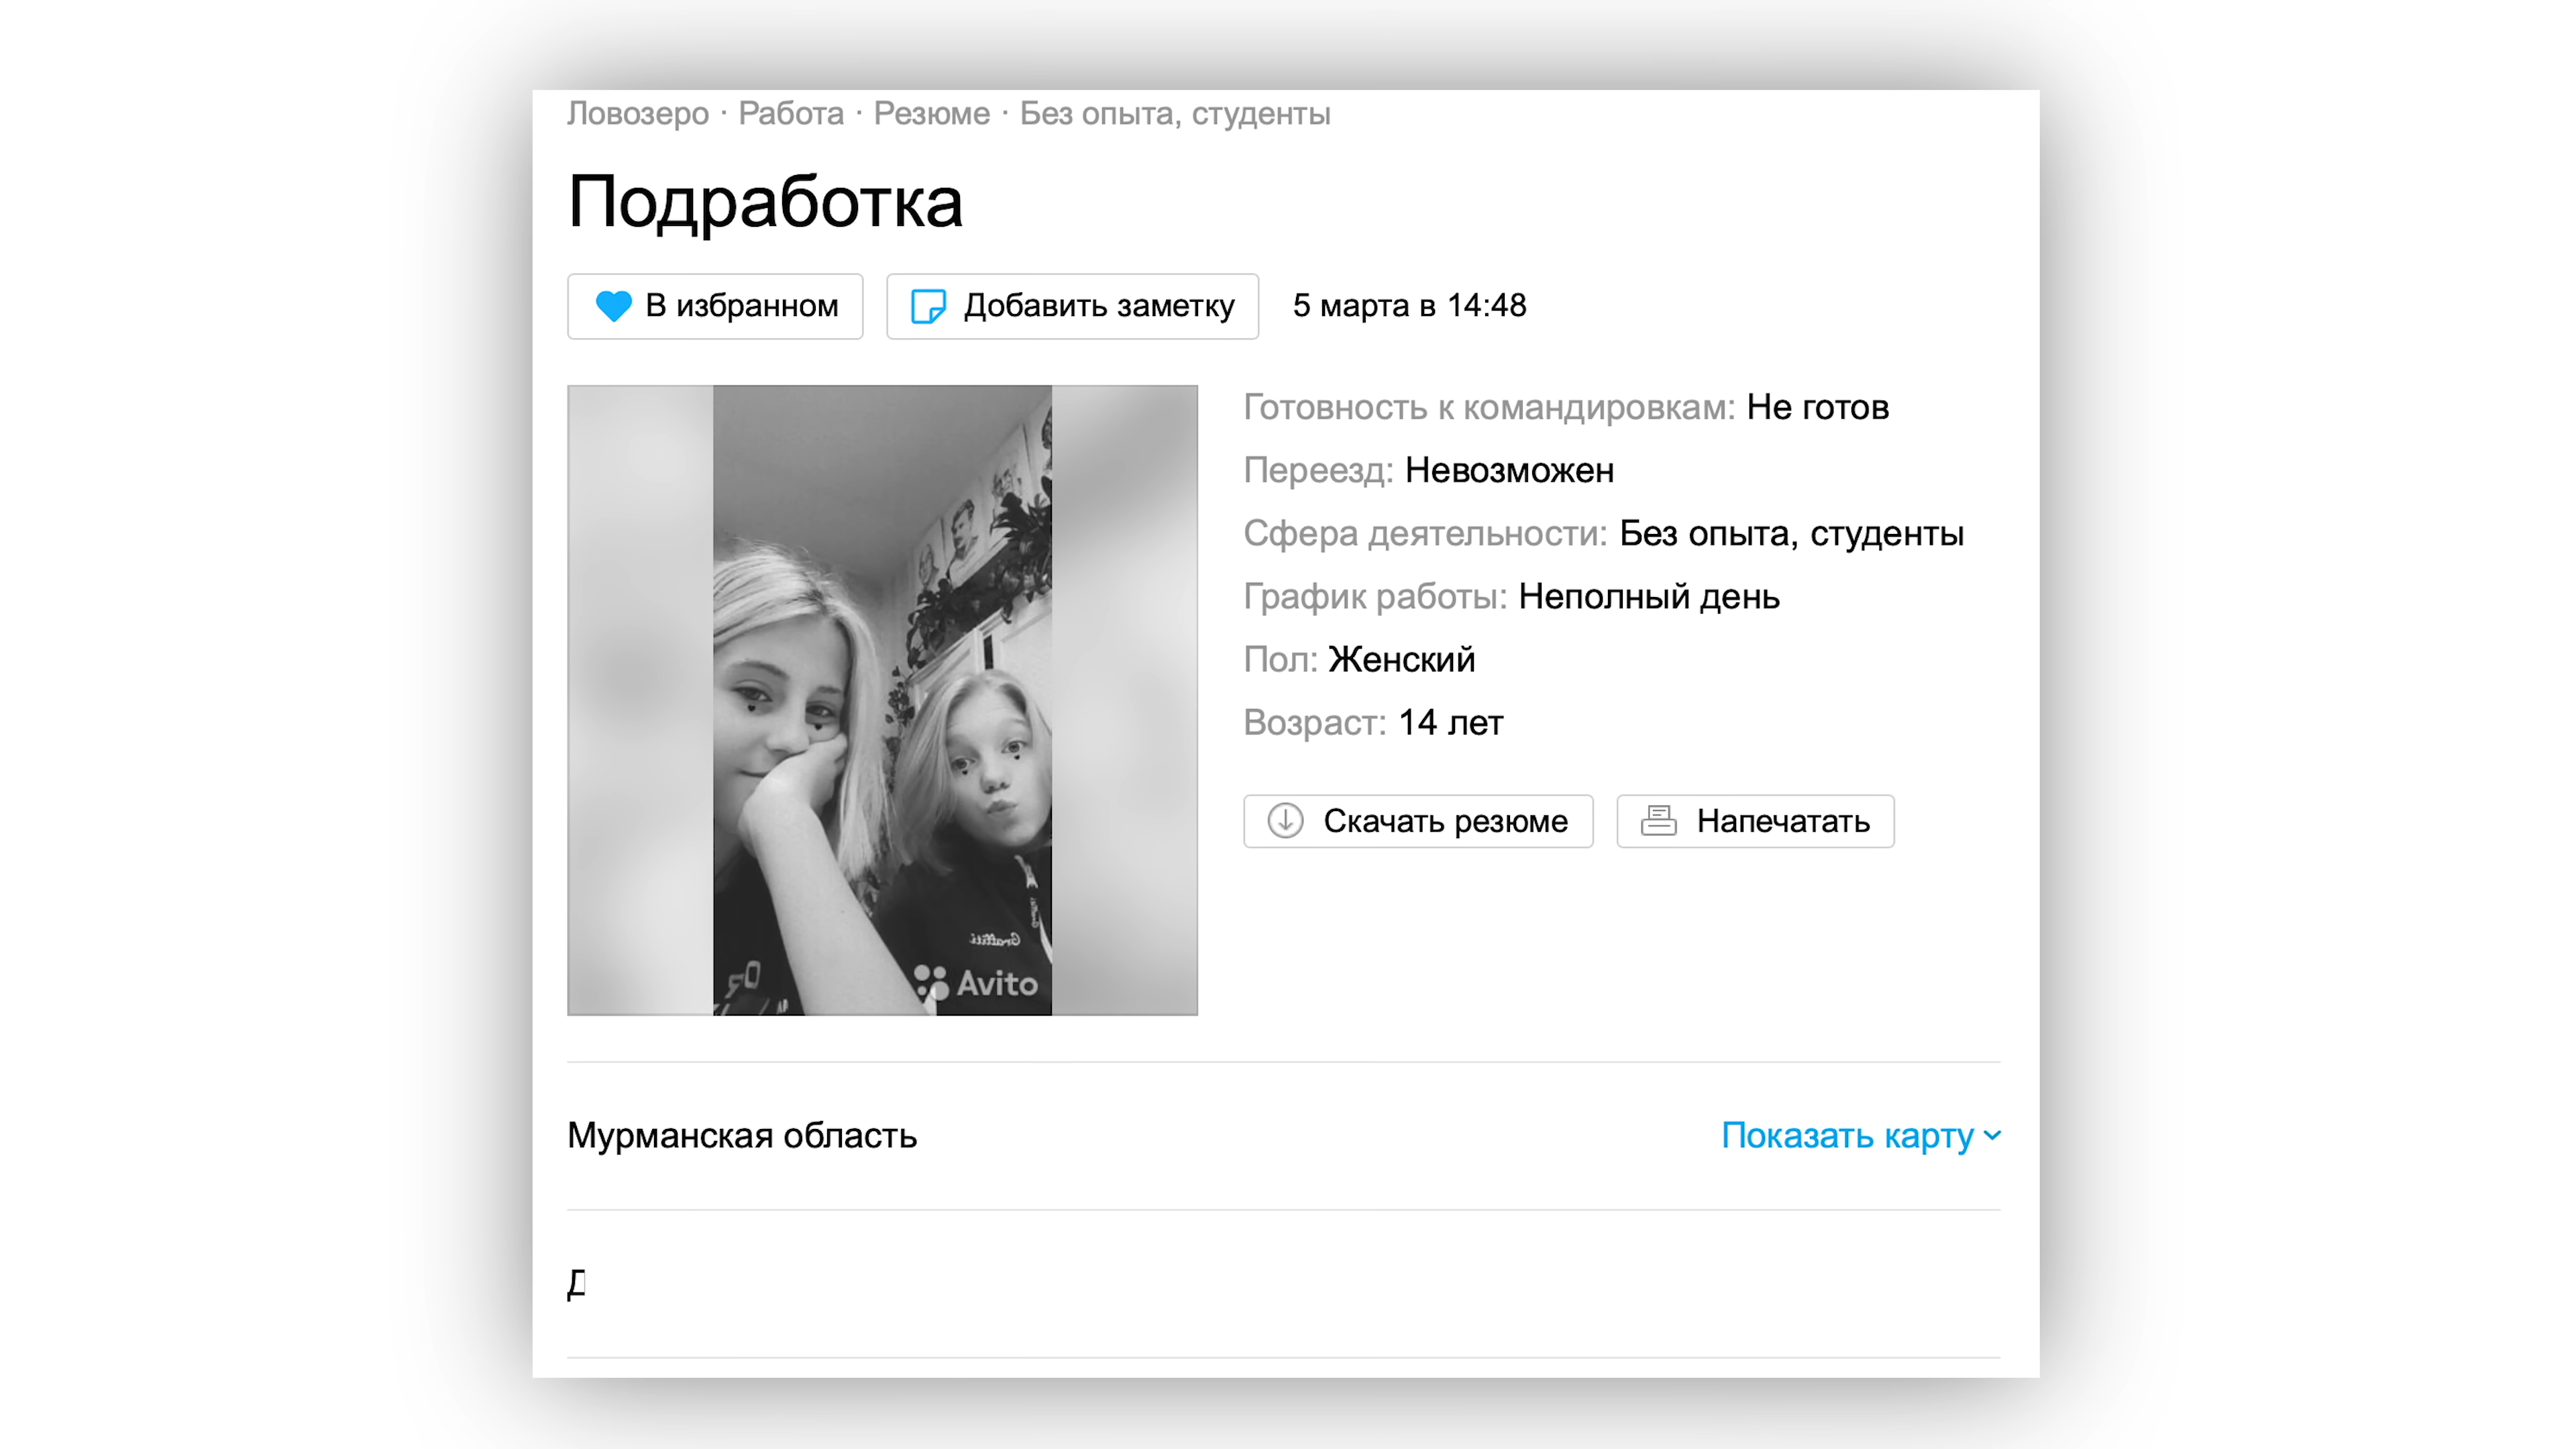 Ловозеро · Работа · Резюме · Без опыта, студенты
Подработка
В избранном
Добавить заметку
5 марта в 14:48
Готовность к командировкам: Не готов
Переезд: Невозможен
Сфера деятельности: Без опыта, студенты
График работы: Неполный день
Пол: Женский
Возраст: 14 лет
Скачать резюме
Напечатать
Graffiti
Avito
Мурманская область
Показать карту